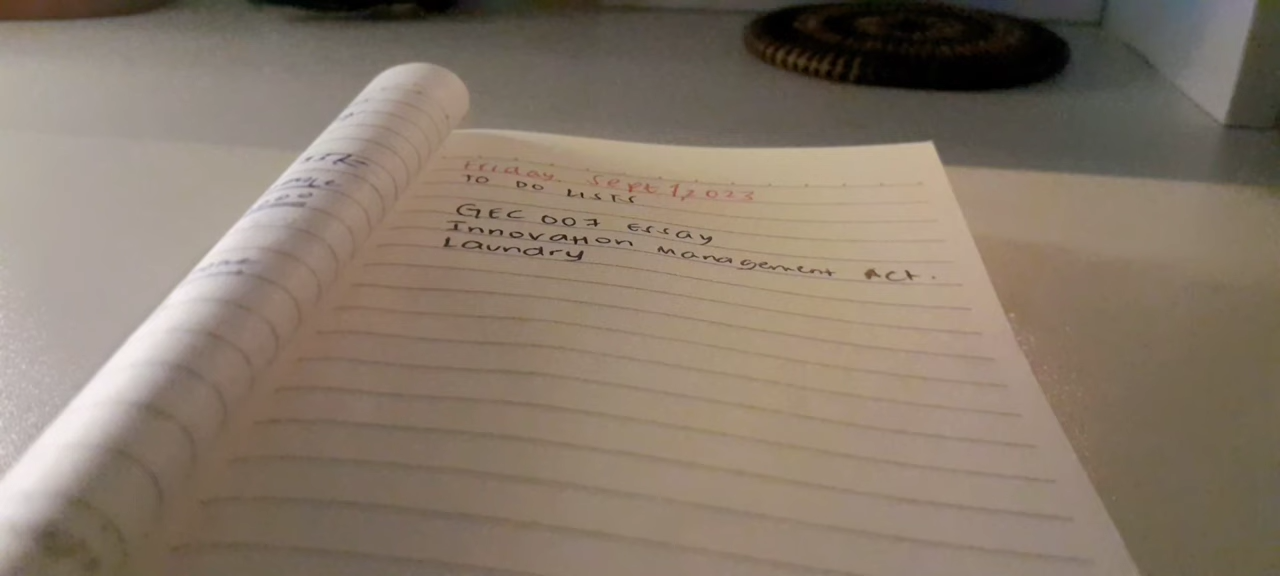 Friday, Sept 1, 2023
TO DO LISTS
GEC 007 Essay
Innovation Management Act.
Laundry